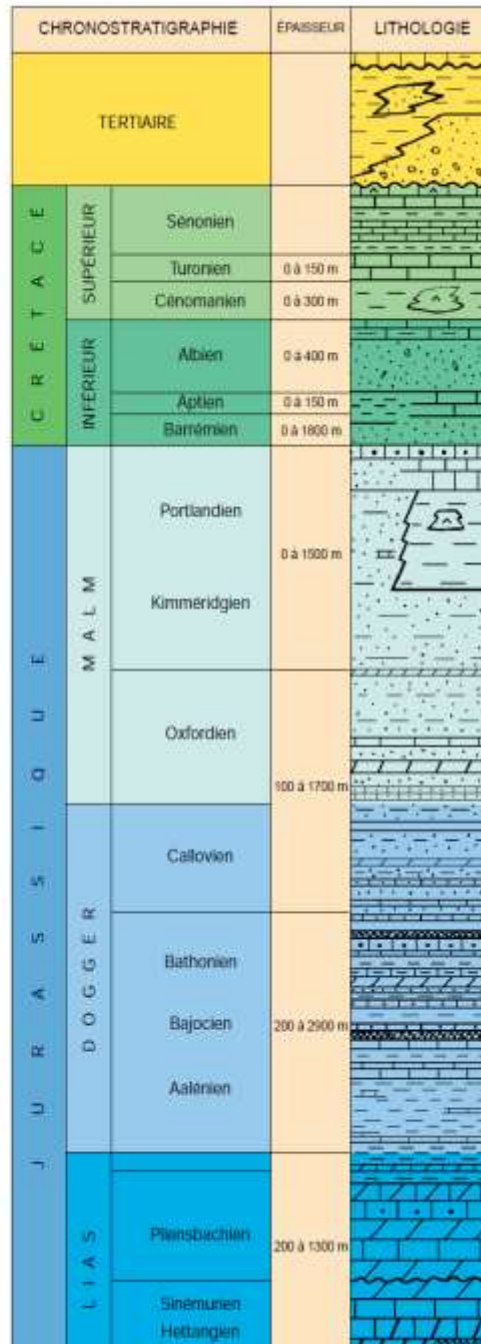 CHRONOSTRATIGRAPHIE ÉPAISSEUR LITHOLOGIE
TERTIAIRE
CRETACE
SUPÉRIEUR
Sénonien
Turonien 0 à 150 m
Cénomanien 0 à 300 m
INFÉRIEUR
Albien 0 à 400 m
Aptien 0 à 150 m
Barrémien 0 à 1800 m
JURASSIQUE
MALM
Portlandien
0 à 1500 m
Kimméridgien
Oxfordien
100 à 1700 m
DOGGER
Callovien
Bathonien
Bajocien 200 à 2900 m
Aalénien
LIAS
Pliensbachien 200 à 1300 m
Sinémurien
Hettangien